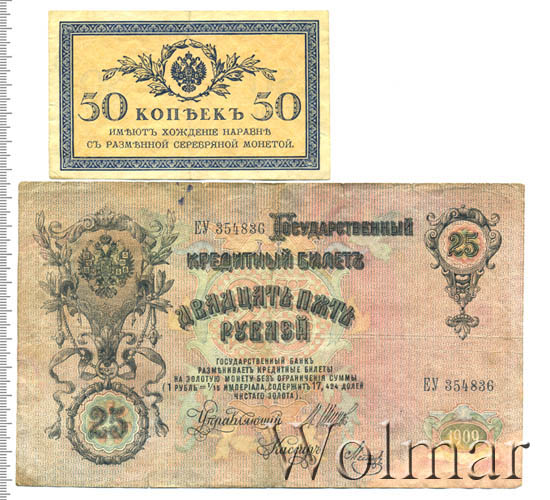 50 КОПѢЕКЪ 50
ИМѢЮТЪ ХОЖДЕНІЕ НАРАВНѢ
СЪ РАЗМѢННОЙ СЕРЕБРЯНОЙ МОНЕТОЙ.
ЕУ 354836 ГОСУДАРСТВЕННЫЙ
25
КРЕДИТНЫЙ БИЛЕТЪ
ДВАДЦАТЬ ПЯТЬ
РУБЛЕЙ
ГОСУДАРСТВЕННЫЙ БАНКЪ
РАЗМѢНИВАЕТЪ КРЕДИТНЫЕ БИЛЕТЫ
НА ЗОЛОТУЮ МОНЕТУ БЕЗЪ ОГРАНИЧЕНІЯ СУММЫ
(1 РУБЛЬ = 1/15 ИМПЕРІАЛА, СОДЕРЖИТЪ 17,424 ДОЛЕЙ
ЧИСТАГО ЗОЛОТА).
ЕУ 354836
25
Управляющій
Кассиръ
1909
Wolmar